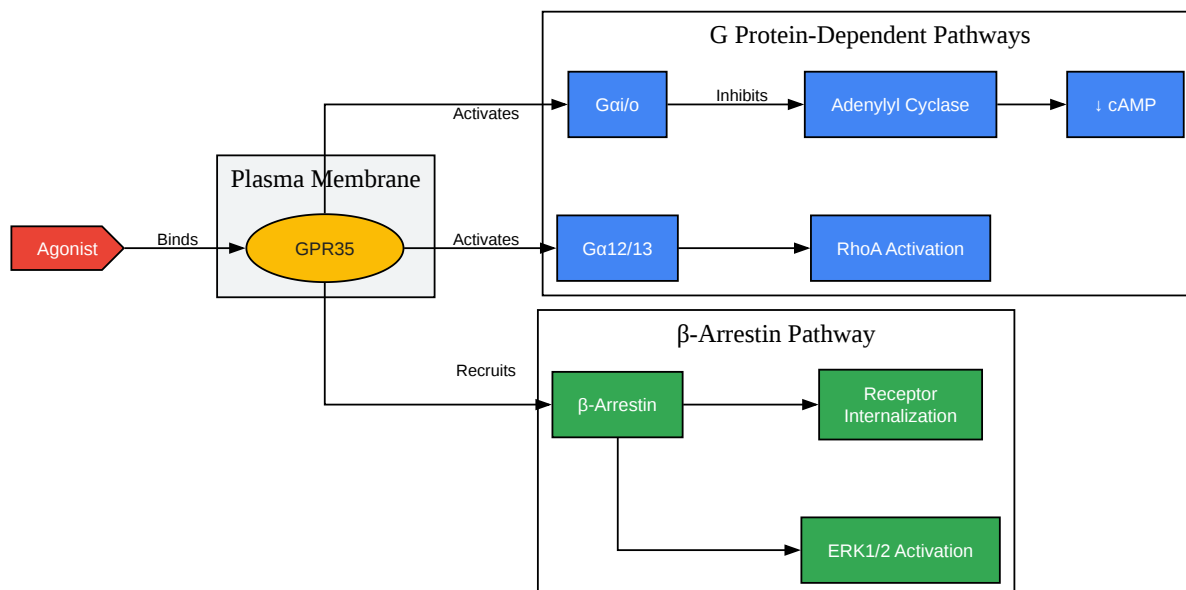 G Protein-Dependent Pathways
Gαi/o
Inhibits
Adenylyl Cyclase
↓ cAMP
Activates
Plasma Membrane
Agonist
Binds
GPR35
Activates
Gα12/13
RhoA Activation
β-Arrestin Pathway
Recruits
β-Arrestin
Receptor
Internalization
ERK1/2 Activation